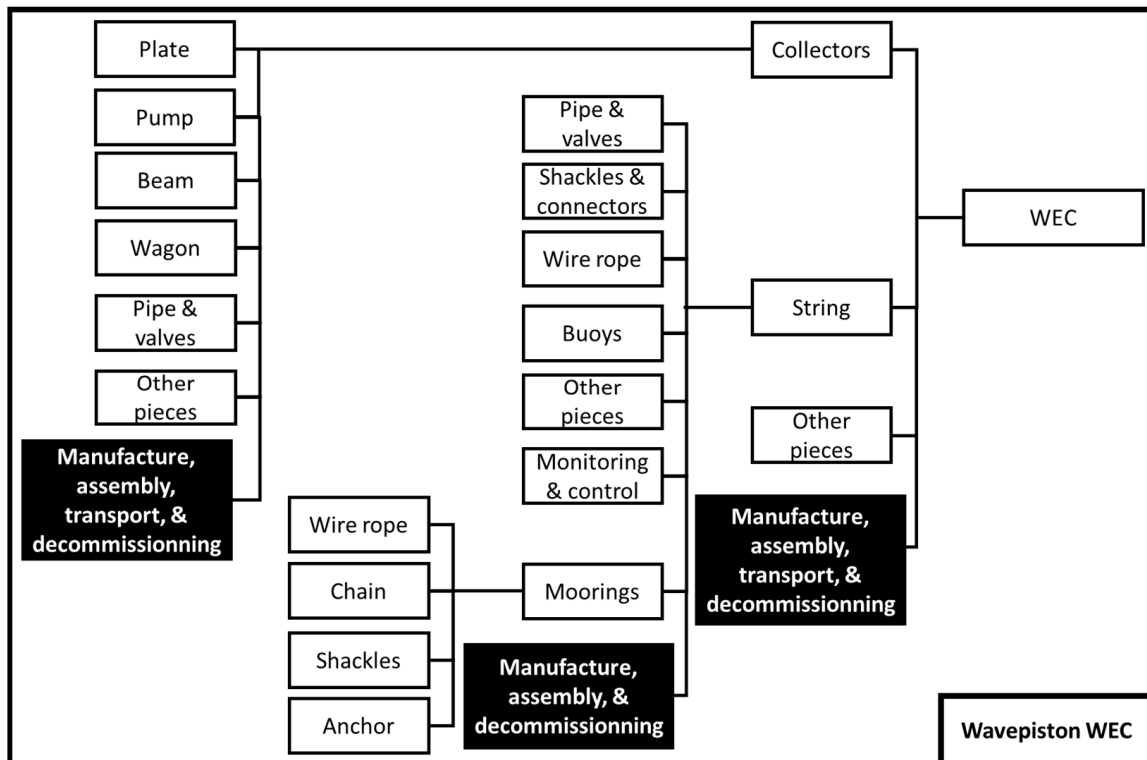 Plate
Collectors
Pump
Pipe &
valves
Beam
Shackles &
connectors
WEC
Wagon
Wire rope
Pipe &
valves
Buoys
String
Other
pieces
Other
pieces
Other
pieces
Manufacture,
assembly,
transport, &
decommissionning
Monitoring
& control
Wire rope
Manufacture,
assembly,
transport, &
decommissionning
Chain
Moorings
Shackles
Manufacture,
assembly, &
decommissionning
Anchor
Wavepiston WEC